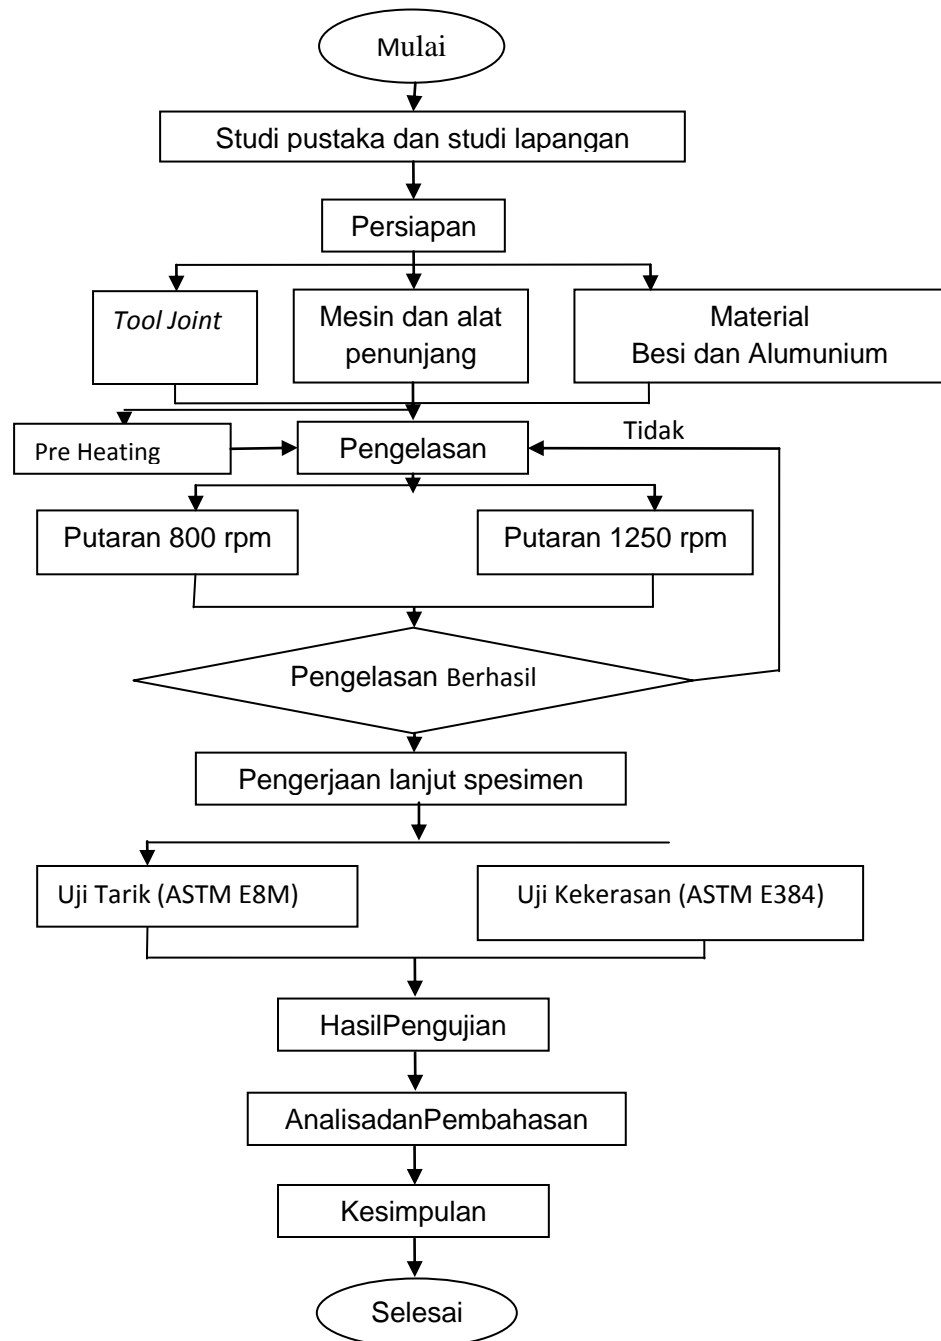 Mulai
Studi pustaka dan studi lapangan
Persiapan
Tool Joint
Mesin dan alat
penunjang
Material
Besi dan Alumunium
Pre Heating
Pengelasan
Tidak
Putaran 800 rpm
Putaran 1250 rpm
Pengelasan Berhasil
Pengerjaan lanjut spesimen
Uji Tarik (ASTM E8M)
Uji Kekerasan (ASTM E384)
HasilPengujian
AnalisadanPembahasan
Kesimpulan
Selesai